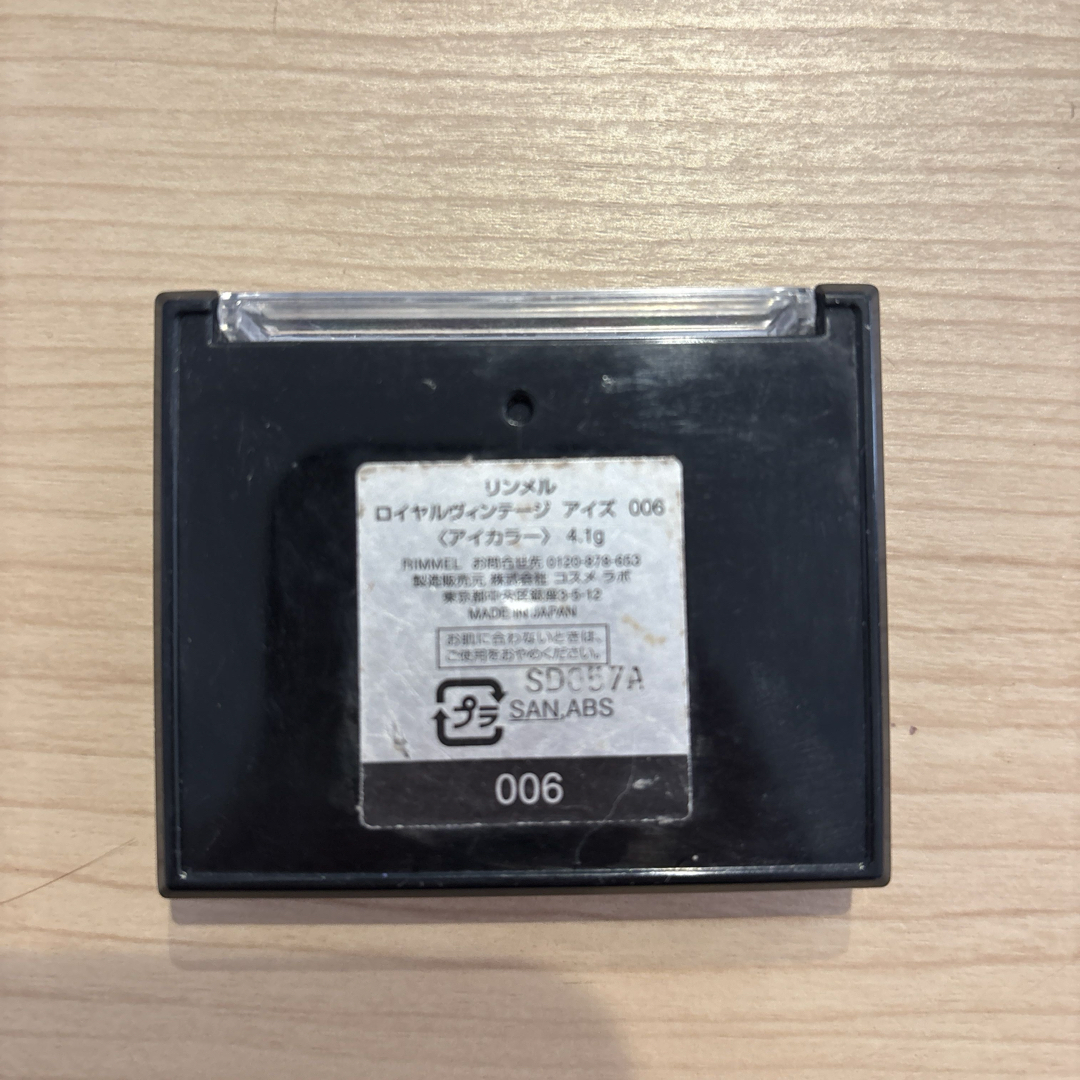 リンメル
ロイヤルヴィンテージ アイズ 006
〈アイカラー〉 4.1g
RIMMEL お問合せ先 0120-878-653
製造販売元 株式会社 コスメ ラボ
東京都中央区銀座3-5-12
MADE IN JAPAN
お肌に合わないときは、
ご使用をおやめください。
SD057A
プラ SAN,ABS
006